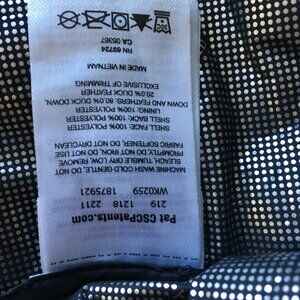 Pat CSCPatents.com
219 1218 2211
WK0259 1875921
MACHINE WASH COLD GENTLE, DO NOT
BLEACH, TUMBLE DRY LOW, REMOVE
PROMPTLY, DO NOT IRON, DO NOT USE
FABRIC SOFTENER, DO NOT DRYCLEAN
SHELL FACE: 100% POLYESTER
SHELL BACK: 100% POLYESTER
LINING: 100% POLYESTER
DOWN AND FEATHERS: 80.0% DUCK DOWN,
20.0% DUCK FEATHERS
EXCLUSIVE OF TRIMMING
MADE IN VIETNAM
RN 69724
CA 05367